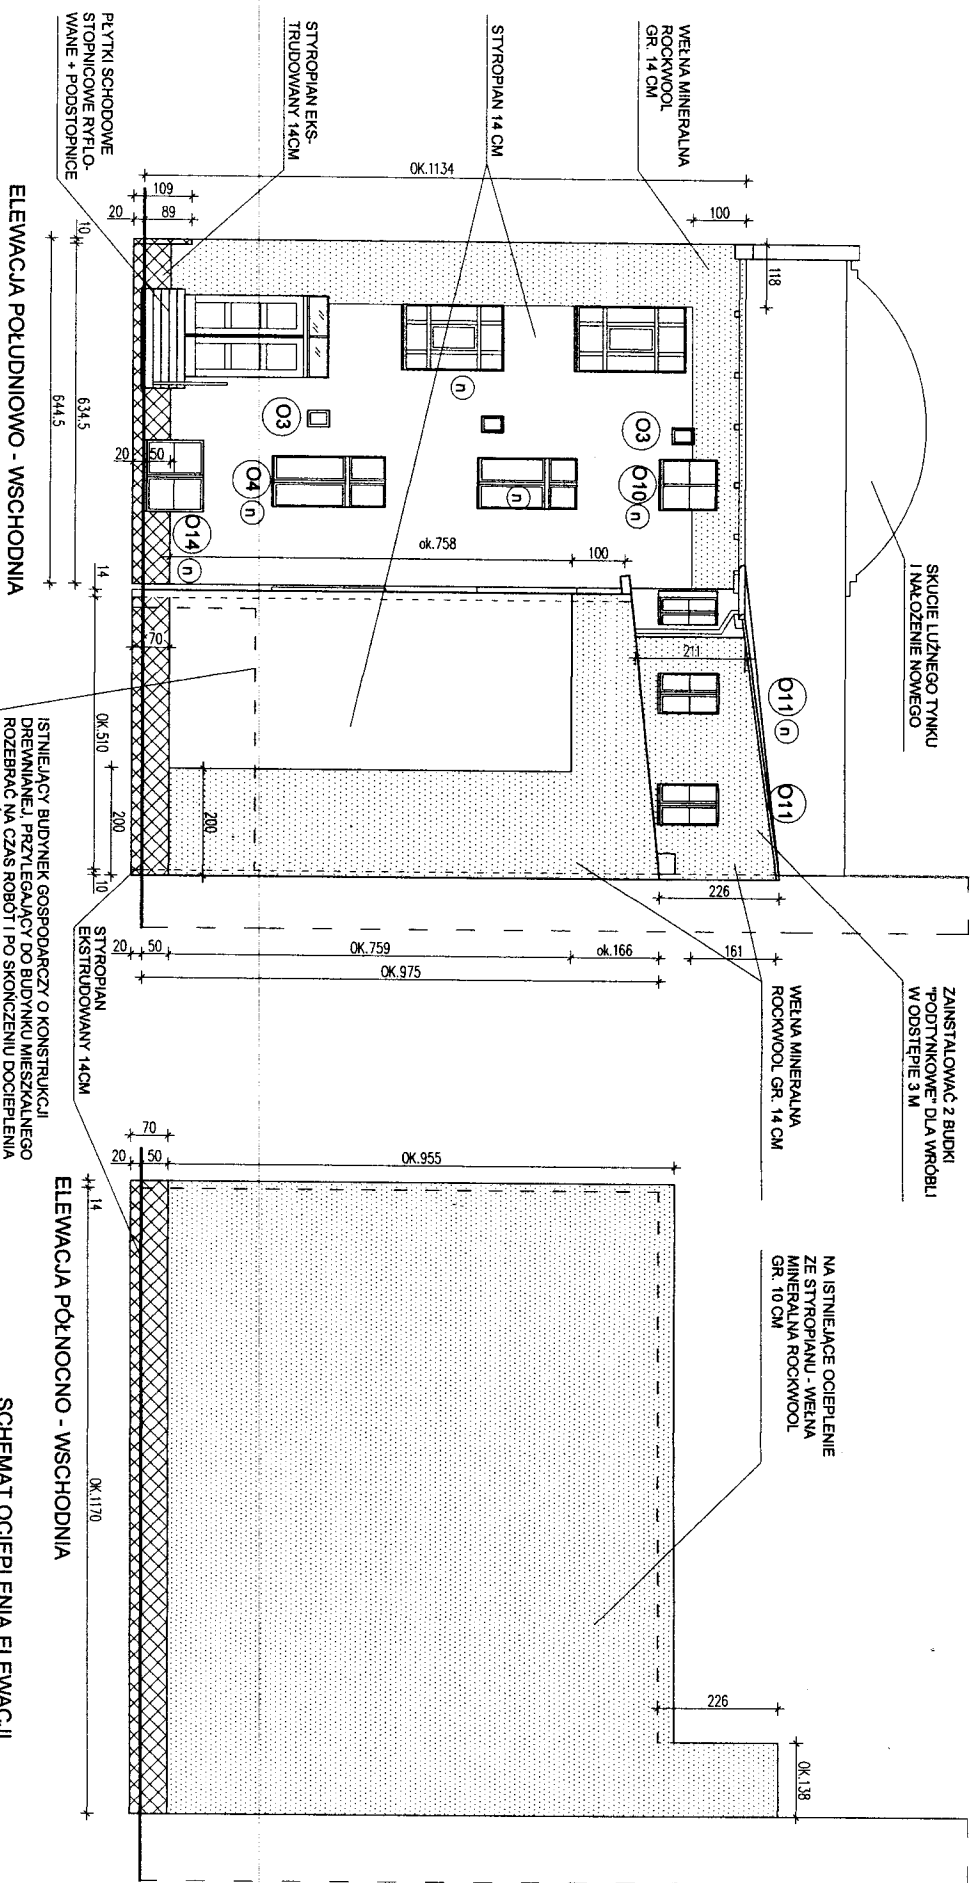 WEŁNA MINERALNA
ROCKWOOL
GR. 14 CM
STYROPIAN 14 CM
STYROPIAN EKS-
TRUDOWANY 14CM
PŁYTKI SCHODOWE
STOPNICOWE RYFLO-
WANE + PODSTOPNICE
SKUCIE LUŹNEGO TYNKU
I NAŁOŻENIE NOWEGO
ZAINSTALOWAĆ 2 BUDKI
"PODTYNKOWE" DLA WRÓBLI
W ODSTĘPIE 3 M
WEŁNA MINERALNA
ROCKWOOL GR. 14 CM
NA ISTNIEJĄCE OCIEPLENIE
ZE STYROPIANU - WEŁNA
MINERALNA ROCKWOOL
GR. 10 CM
OK.1134
100
118
109
89
20
10
634.5
644.5
O3
O3
O10 n
n
n
O4 n
O14 n
20
50
ok.758
100
14
70
OK.510
10
200
200
211
O11 n
O11
226
161
ok.166
OK.759
OK.975
50
20
STYROPIAN
EKSTRUDOWANY 14CM
ISTNIEJĄCY BUDYNEK GOSPODARCZY O KONSTRUKCJI
DREWNIANEJ, PRZYLEGAJĄCY DO BUDYNKU MIESZKALNEGO
ROZEBRAĆ NA CZAS ROBÓT I PO SKOŃCZENIU DOCIEPLENIA
ELEWACJA POŁUDNIOWO - WSCHODNIA
OK.955
70
50
20
14
OK.1170
226
OK.138
ELEWACJA PÓŁNOCNO - WSCHODNIA
SCHEMAT OCIEPLENIA ELEWACJI